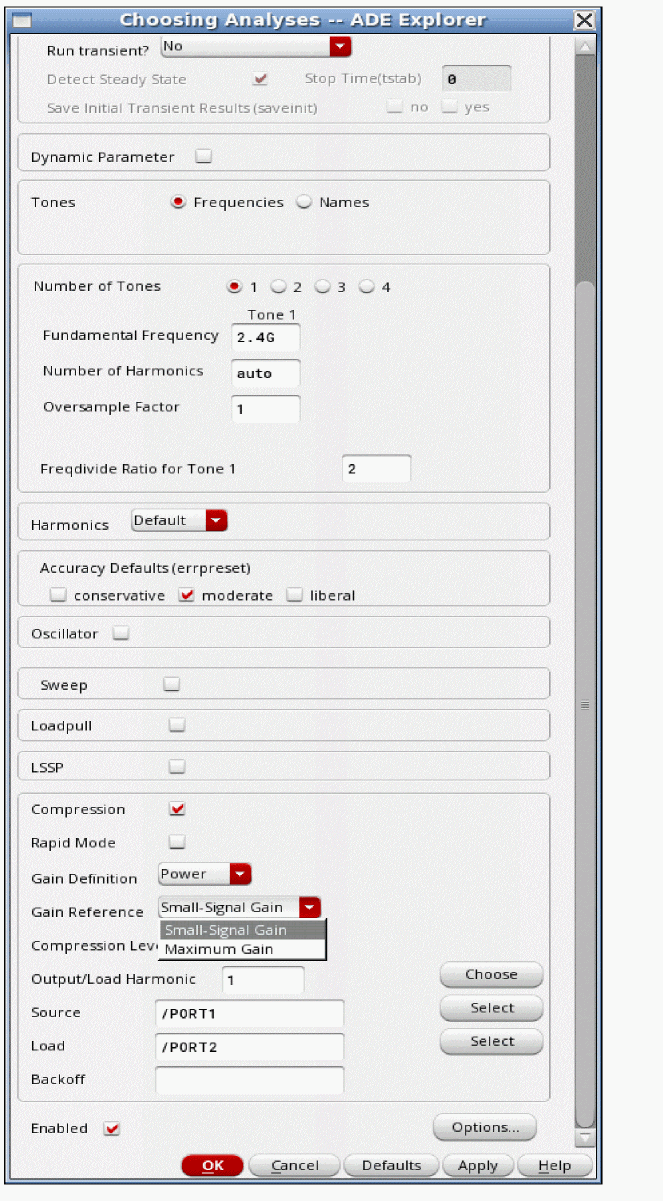 Choosing Analyses -- ADE Explorer
Run transient? No
Detect Steady State Stop Time(tstab) 0
Save Initial Transient Results (saveinit) no yes
Dynamic Parameter
Tones Frequencies Names
Number of Tones 1 2 3 4
Tone 1
Fundamental Frequency 2.4G
Number of Harmonics auto
Oversample Factor 1
Freqdivide Ratio for Tone 1 2
Harmonics Default
Accuracy Defaults (errpreset)
conservative moderate liberal
Oscillator
Sweep
Loadpull
LSSP
Compression
Rapid Mode
Gain Definition Power
Gain Reference Small-Signal Gain
Small-Signal Gain
Compression Lev Maximum Gain
Output/Load Harmonic 1 Choose
Source /PORT1 Select
Load /PORT2 Select
Backoff
Enabled Options...
OK Cancel Defaults Apply Help